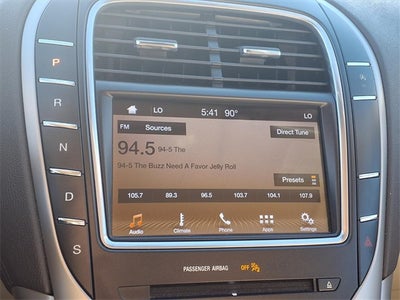 P
R
N
D
S
LO 5:41 90° LO
FM Sources Direct Tune
94.5 94-5 The
94-5 The Buzz Need A Favor Jelly Roll
Presets
105.7 89.3 96.5 103.7 104.1 107.9
Audio Climate Phone Apps Settings
PASSENGER AIRBAG OFF